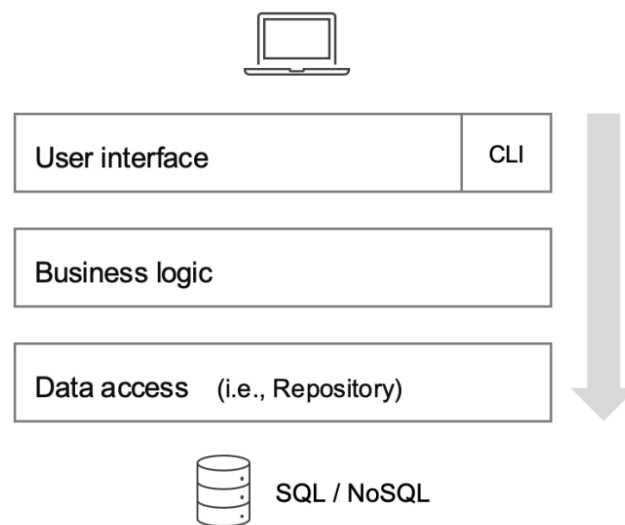 User interface
CLI
Business logic
Data access (i.e., Repository)
SQL / NoSQL